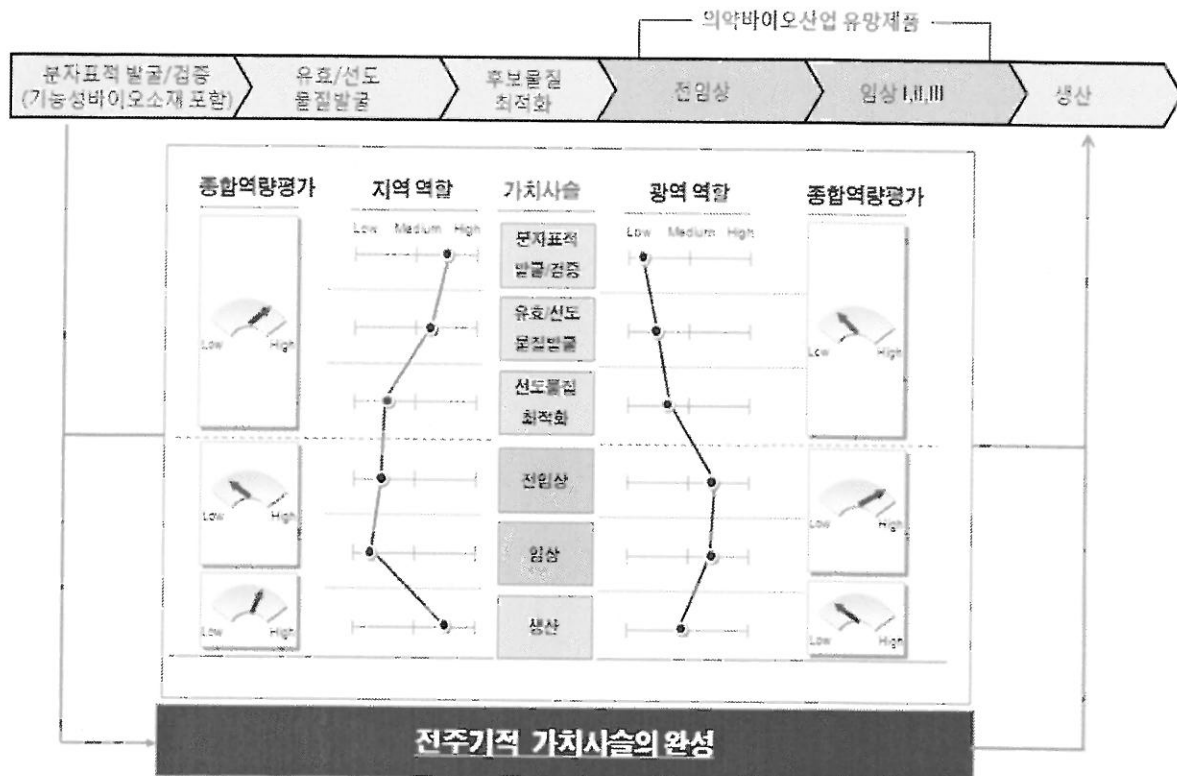 의약바이오산업 유망제품
분자표적 발굴/검증
(기능성바이오소재 포함)
유효/선도
물질발굴
후보물질
최적화
전임상
임상 I,II,III
생산
종합역량평가
지역 역할
가치사슬
광역 역할
종합역량평가
Low Medium High
분자표적
발굴/검증
Low Medium High
유효/선도
물질발굴
Low High
Low High
선도물질
최적화
전임상
Low High
Low High
임상
생산
Low High
Low High
전주기적 가치사슬의 완성